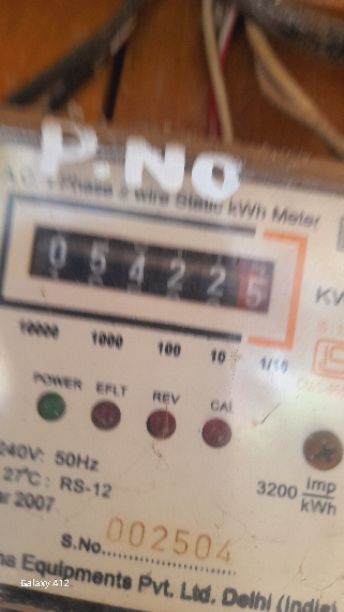 P.No
Phase 2 wire Static kWh Meter
0 5 4 2 2 5
KW
10000 1000 100 10 1/10
POWER EFLT REV CAL
240V: 50Hz
27°C: RS-12
2007
3200 imp
kWh
S.No. 002504
Equipments Pvt. Ltd. Delhi (India)
Galaxy A12